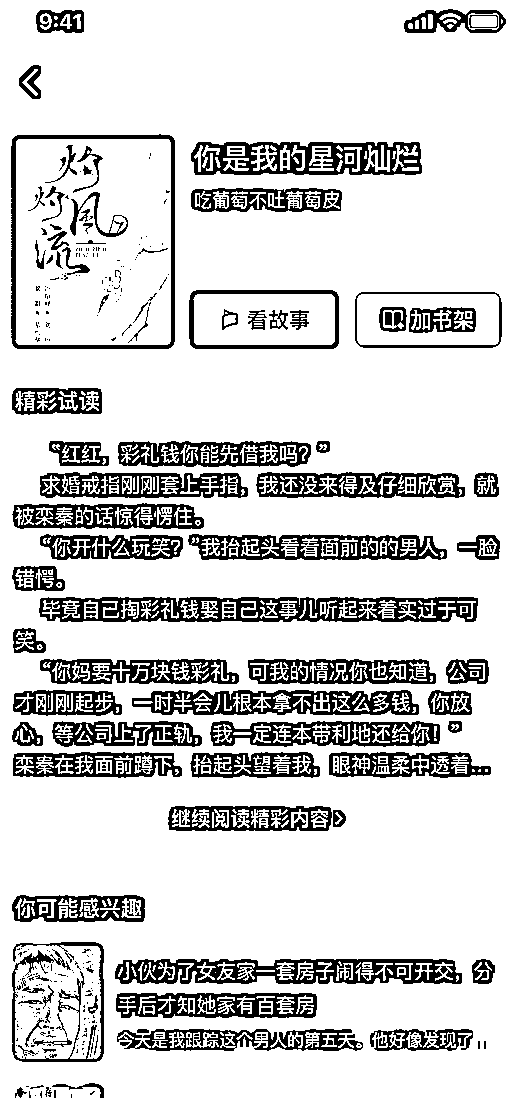 9:41
灼
灼风
流
你是我的星河灿烂
吃葡萄不吐葡萄皮
看故事
加书架
精彩试读
“红红，彩礼钱你能先借我吗？”
求婚戒指刚刚套上手指，我还没来得及仔细欣赏，就
被栾秦的话惊得愣住。
“你开什么玩笑？”我抬起头看着面前的的男人，一脸
错愕。
毕竟自己掏彩礼钱娶自己这事儿听起来着实过于可
笑。
“你妈要十万块钱彩礼，可我的情况你也知道，公司
才刚刚起步，一时半会儿根本拿不出这么多钱，你放
心，等公司上了正轨，我一定连本带利地还给你！”
栾秦在我面前蹲下，抬起头望着我，眼神温柔中透着...
继续阅读精彩内容>
你可能感兴趣
小伙为了女友家一套房子闹得不可开交，分
手后才知她家有百套房
今天是我跟踪这个男人的第五天。他好像发现了..